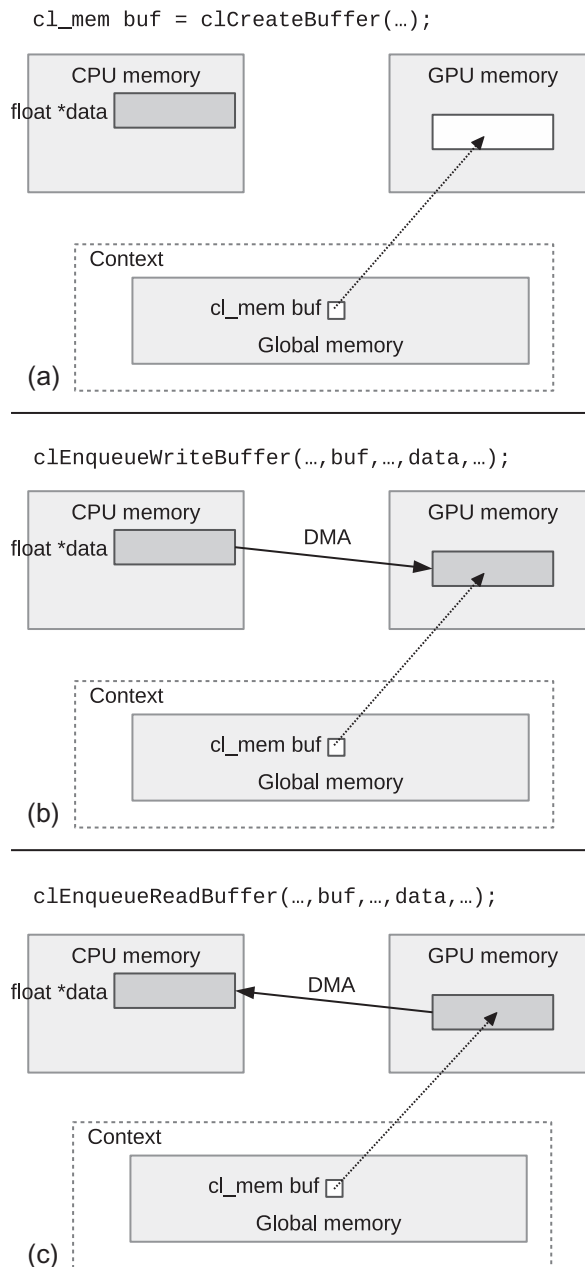 cl_mem buf = clCreateBuffer(…);
CPU memory
GPU memory
float *data
Context
cl_mem buf
Global memory
(a)
clEnqueueWriteBuffer(…,buf,…,data,…);
CPU memory
GPU memory
float *data
DMA
Context
cl_mem buf
Global memory
(b)
clEnqueueReadBuffer(…,buf,…,data,…);
CPU memory
GPU memory
float *data
DMA
Context
cl_mem buf
Global memory
(c)